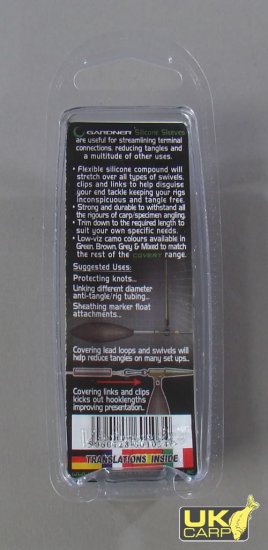 GARDNER Silicone Sleeves
are useful for streamlining terminal
connections, reducing tangles and
a multitude of other uses.
• Flexible silicone compound will
stretch over all types of swivels,
clips and links to help disguise
your end tackle keeping your rigs
inconspicuous and tangle free.
• Strong and durable to withstand all
the rigours of carp/specimen angling.
• Trim down to the required length to
suit your own specific needs.
• Low-viz camo colours available in
Green, Brown, Grey & Mixed to match
the rest of the COVERT range.
Suggested Uses:
Protecting knots...
Linking different diameter
anti-tangle/rig tubing...
Sheathing marker float
attachments...
Covering lead loops and swivels will
help reduce tangles on many set ups...
Covering links and clips
kicks out hooklengths
improving presentation...
TRANSLATIONS INSIDE
UK
CARP